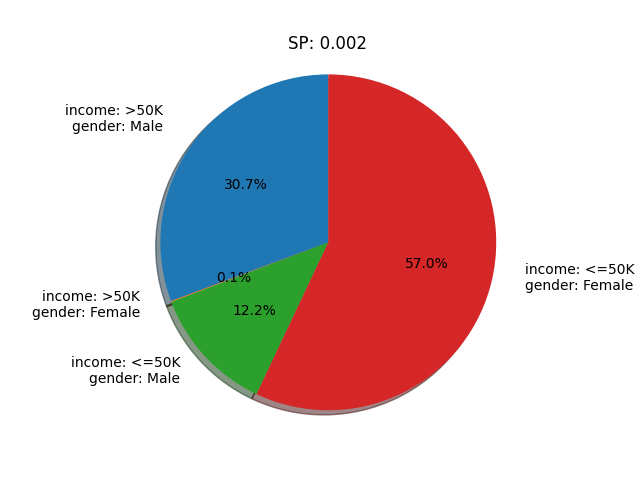 SP: 0.002
income: >50K
gender: Male
30.7%
0.1%
57.0%
income: <=50K
gender: Female
income: >50K
gender: Female
12.2%
income: <=50K
gender: Male